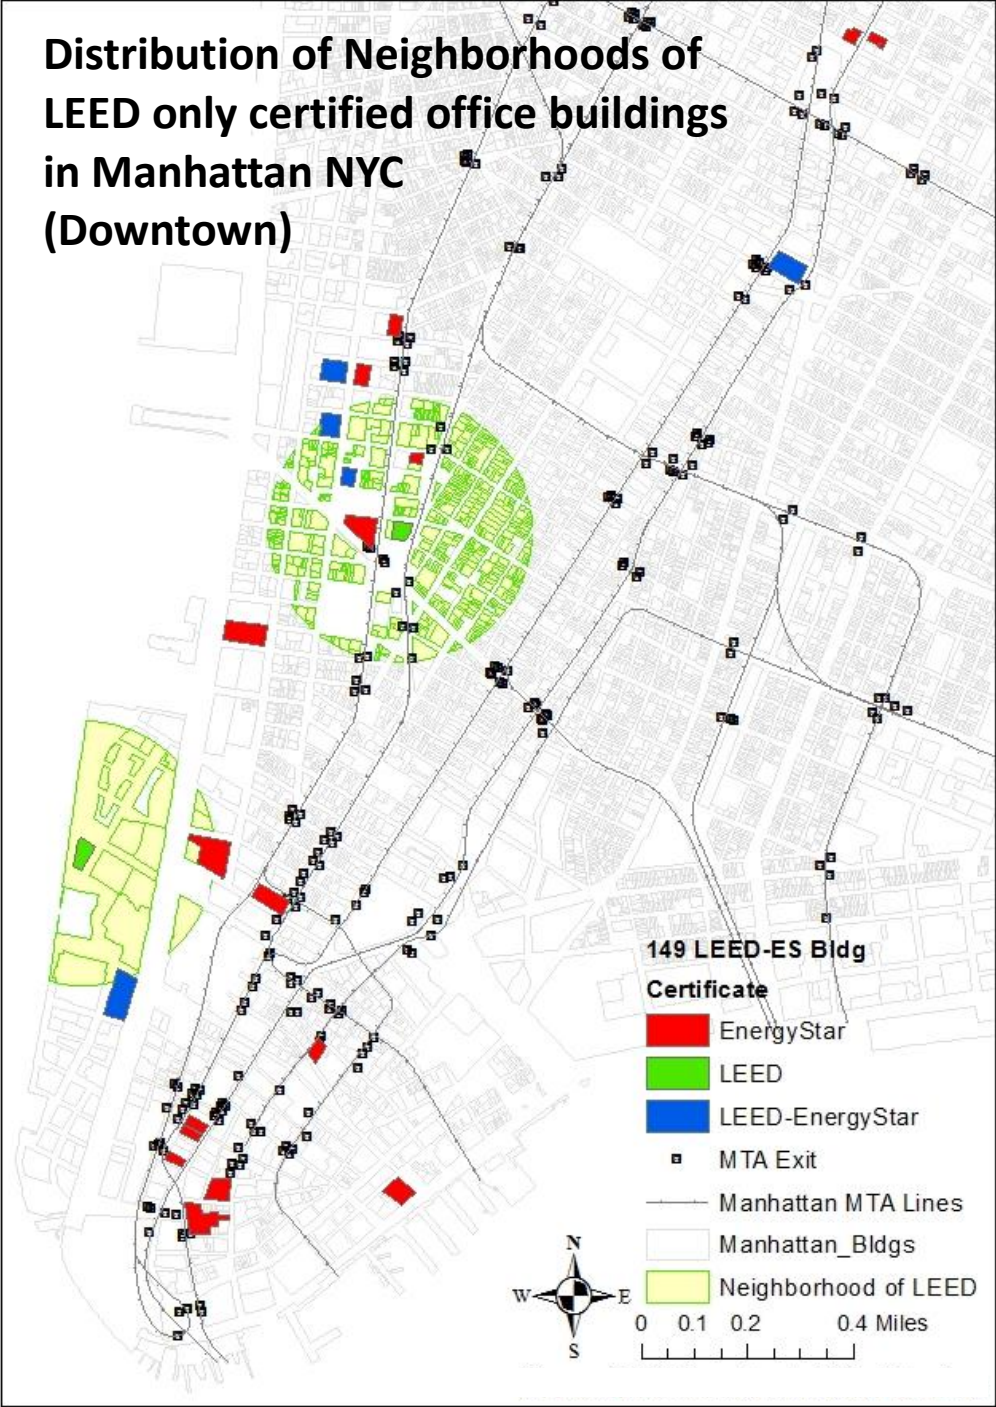 Distribution of Neighborhoods of
LEED only certified office buildings
in Manhattan NYC
(Downtown)
149 LEED-ES Bldg
Certificate
EnergyStar
LEED
LEED-EnergyStar
MTA Exit
Manhattan MTA Lines
Manhattan_Bldgs
Neighborhood of LEED
N
W E
S
0 0.1 0.2 0.4 Miles